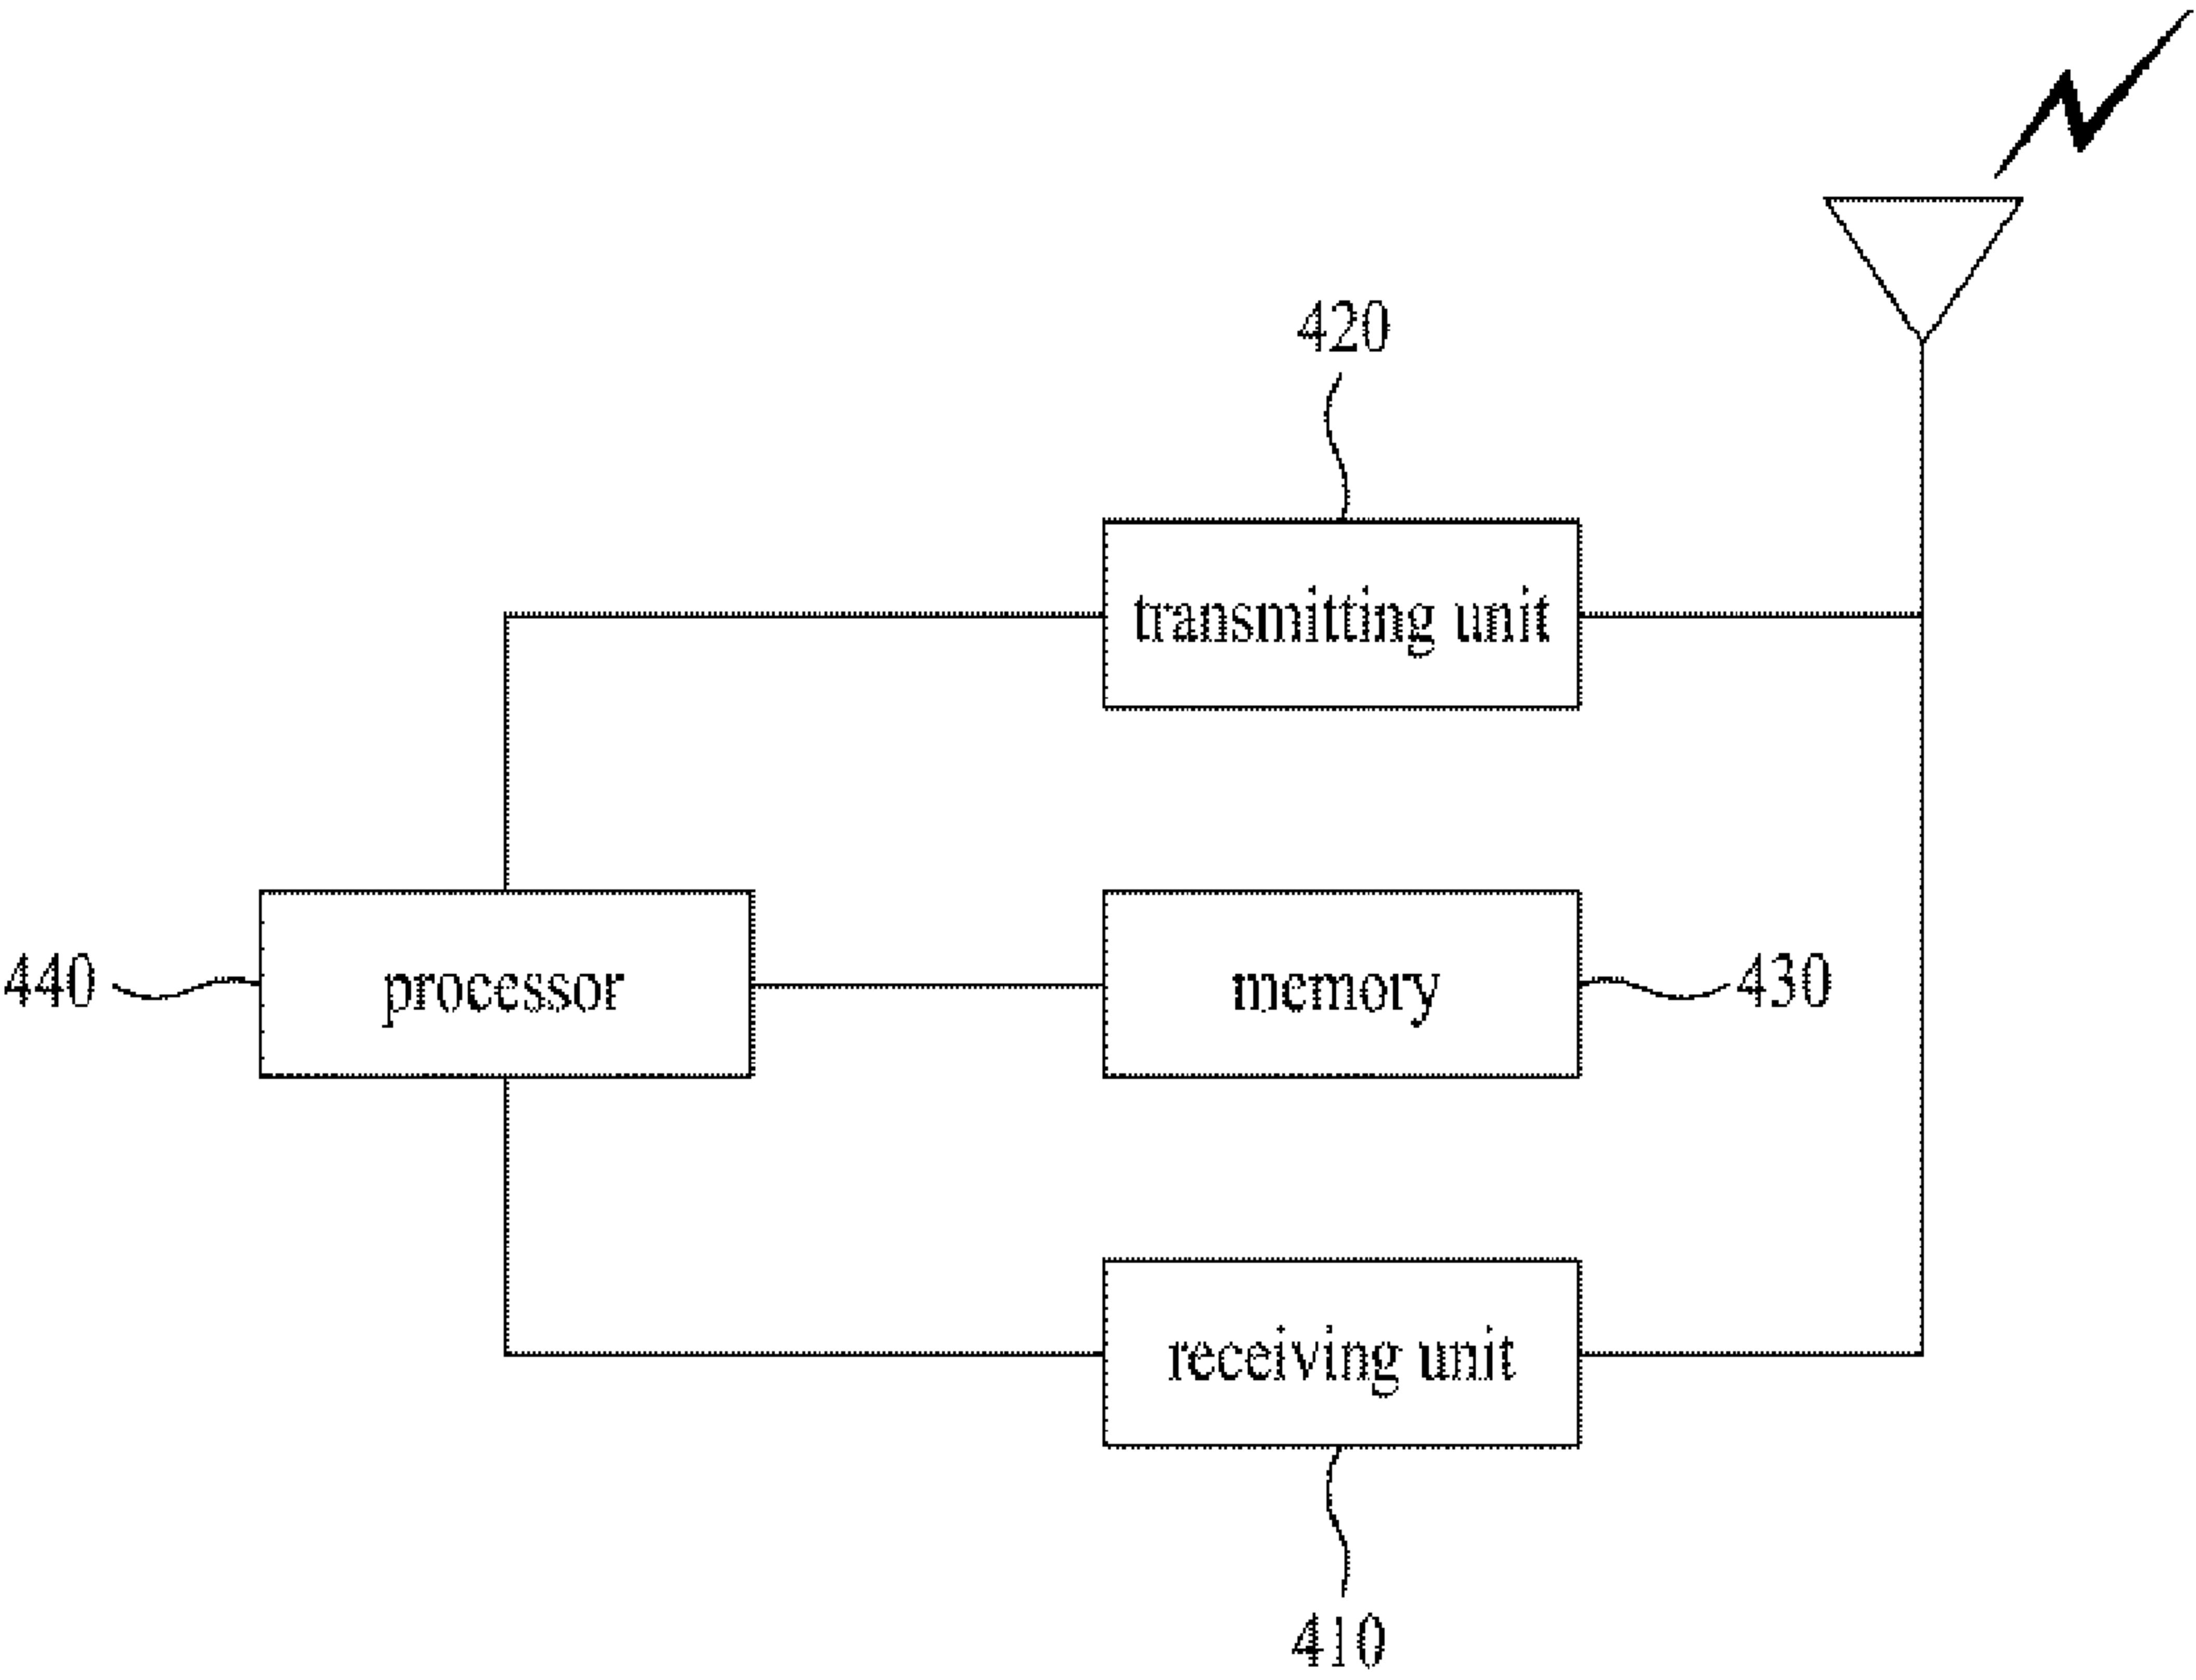 420
transmitting unit
440
processor
memory
430
receiving unit
410